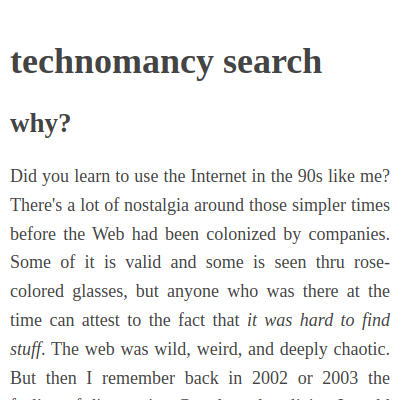 technomancy search
why?
Did you learn to use the Internet in the 90s like me?
There's a lot of nostalgia around those simpler times
before the Web had been colonized by companies.
Some of it is valid and some is seen thru rose-
colored glasses, but anyone who was there at the
time can attest to the fact that it was hard to find
stuff. The web was wild, weird, and deeply chaotic.
But then I remember back in 2002 or 2003 the